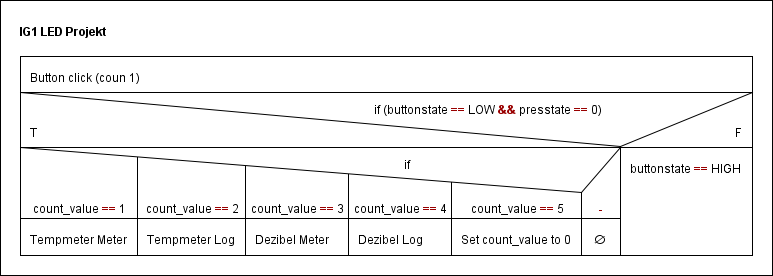 IG1 LED Projekt
Button click (coun 1)
if (buttonstate == LOW && presstate == 0)
T
F
if
buttonstate == HIGH
count_value == 1
count_value == 2
count_value == 3
count_value == 4
count_value == 5
-
Tempmeter Meter
Tempmeter Log
Dezibel Meter
Dezibel Log
Set count_value to 0
∅